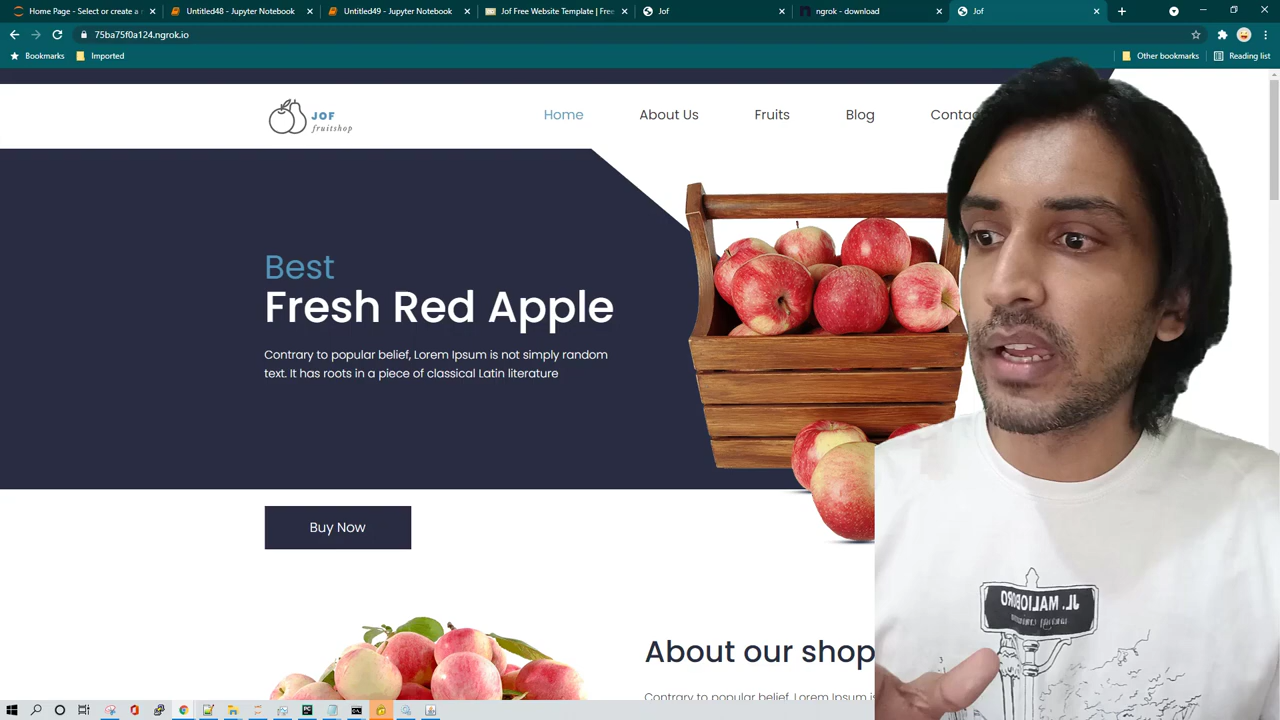 Home Page - Select or create a n
Untitled48 - Jupyter Notebook
Untitled49 - Jupyter Notebook
Jof Free Website Template | Free
Jof
ngrok - download
Jof
75ba75f0a124.ngrok.io
Bookmarks
Imported
Other bookmarks
Reading list
JOF
fruitshop
Home
About Us
Fruits
Blog
Contac
Best
Fresh Red Apple
Contrary to popular belief, Lorem Ipsum is not simply random
text. It has roots in a piece of classical Latin literature
Buy Now
JL. MALIOBORO
About our shop
Contrary to popular belief, Lorem Ipsum is